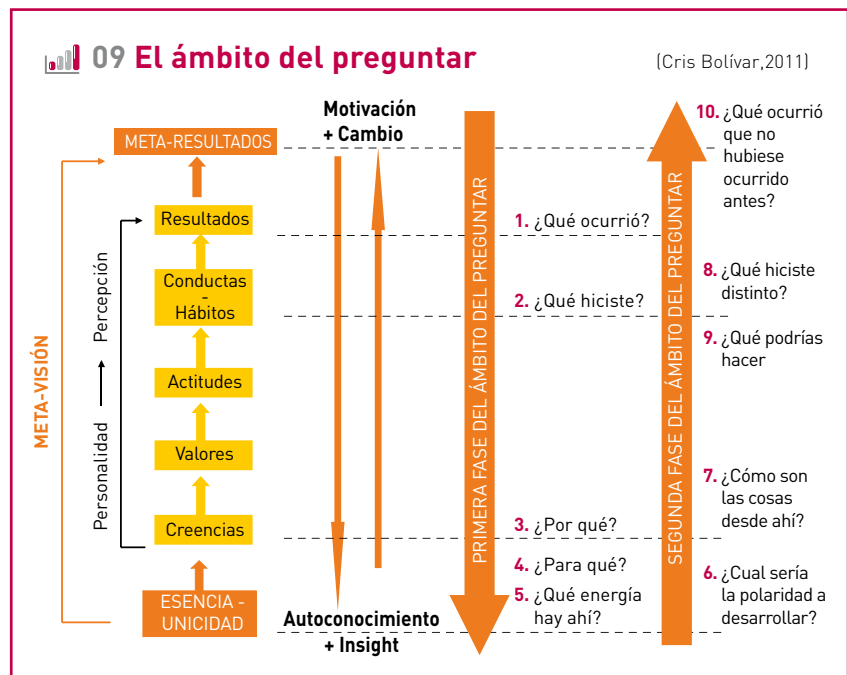 09 El ámbito del preguntar
(Cris Bolívar,2011)
META-VISIÓN
Personalidad
Percepción
META-RESULTADOS
Resultados
Conductas
-
Hábitos
Actitudes
Valores
Creencias
ESENCIA -
UNICIDAD
Motivación
+ Cambio
Autoconocimiento
+ Insight
PRIMERA FASE DEL ÁMBITO DEL PREGUNTAR
1. ¿Qué ocurrió?
2. ¿Qué hiciste?
3. ¿Por qué?
4. ¿Para qué?
5. ¿Qué energía
hay ahí?
SEGUNDA FASE DEL ÁMBITO DEL PREGUNTAR
10. ¿Qué ocurrió
que no
hubiese
ocurrido
antes?
8. ¿Qué hiciste
distinto?
9. ¿Qué podrías
hacer
7. ¿Cómo son
las cosas
desde ahí?
6. ¿Cual sería
la polaridad a
desarrollar?